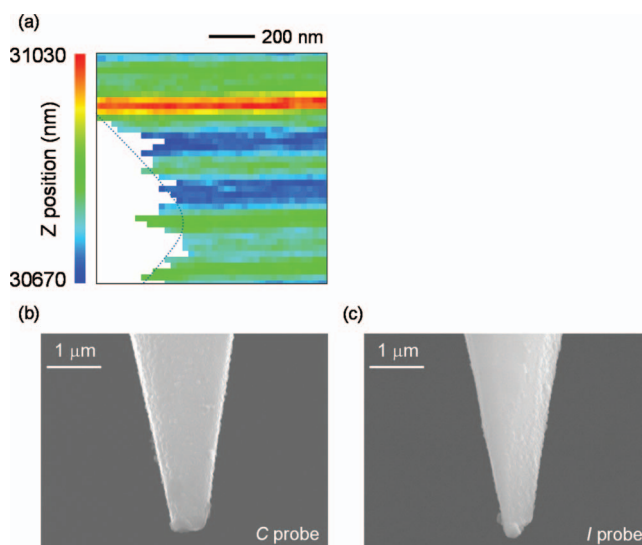 (a)
200 nm
31030
Z position (nm)
30670
(b)
(c)
1 μm
1 μm
C probe
I probe